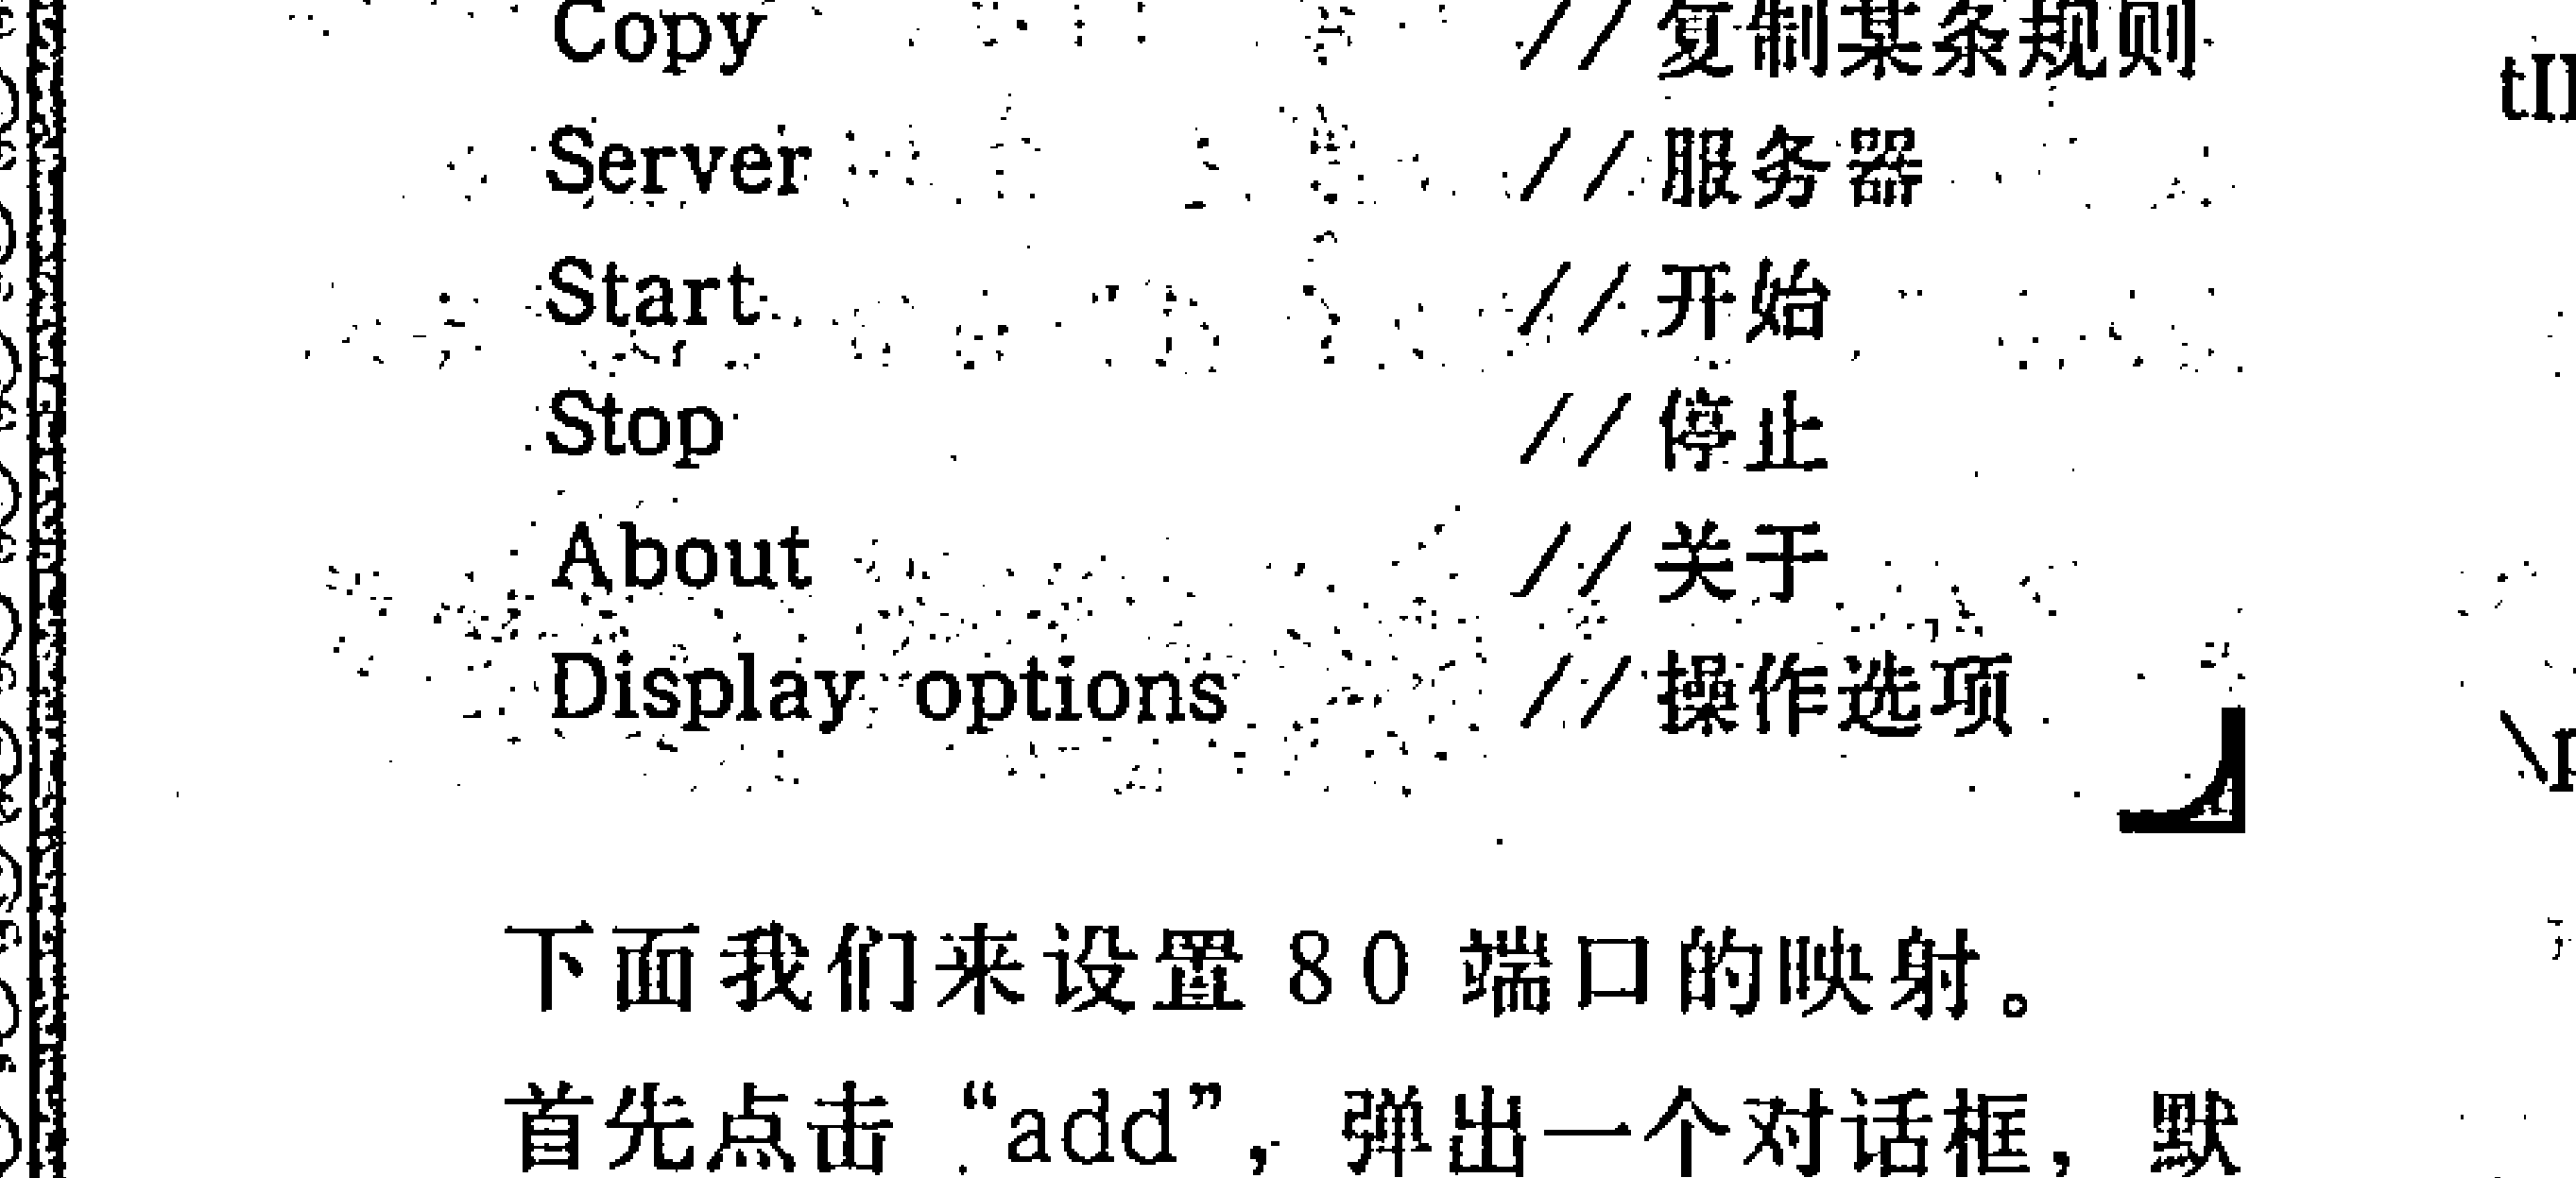 Copy //复制某条规则
Server //服务器
Start //开始
Stop //停止
About //关于
Display options //操作选项
下面我们来设置 80 端口的映射。
首先点击 “add”, 弹出一个对话框, 默